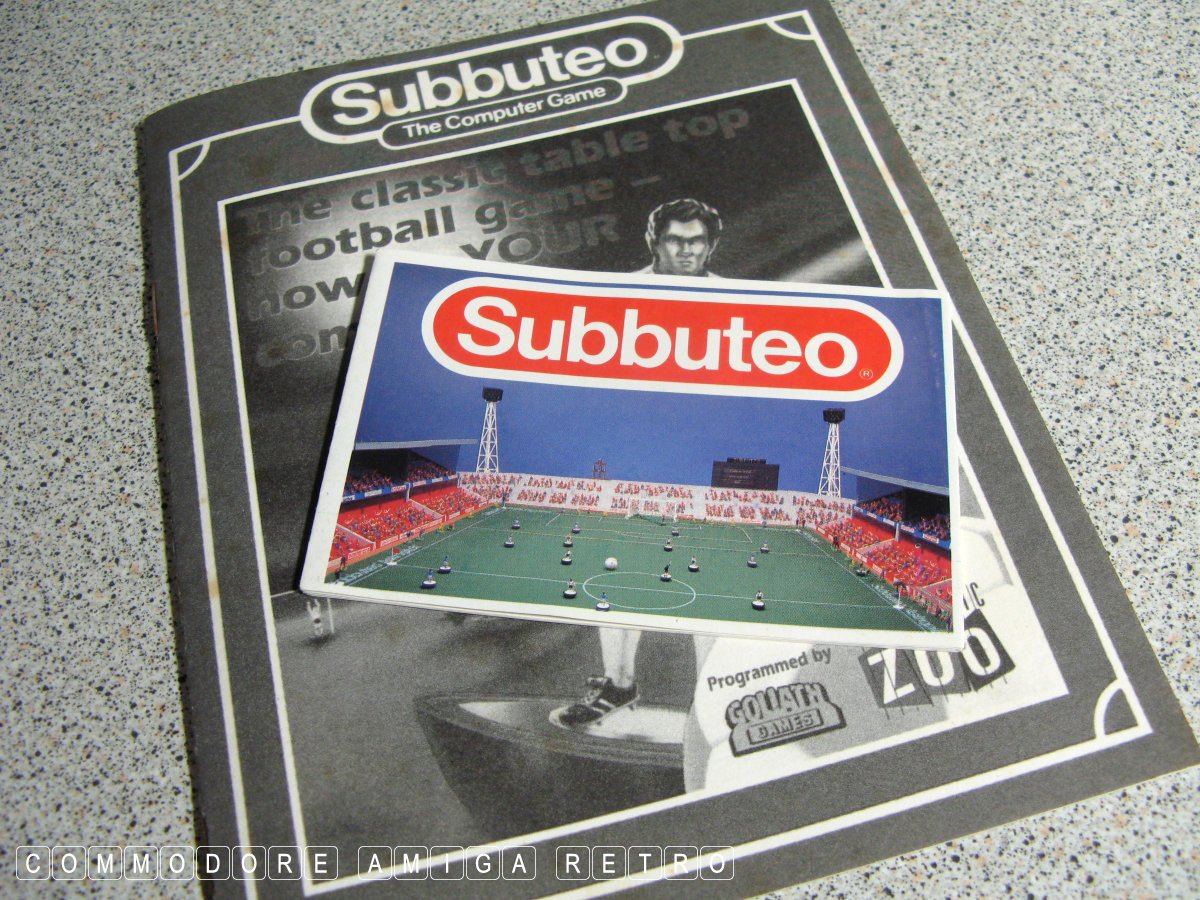 Subbuteo
The Computer Game
The classic table top
football game –
now
YOUR
Subbuteo®
Programmed by
GOLIATH
GAMES
ZOO
COMMODORE AMIGA RETRO